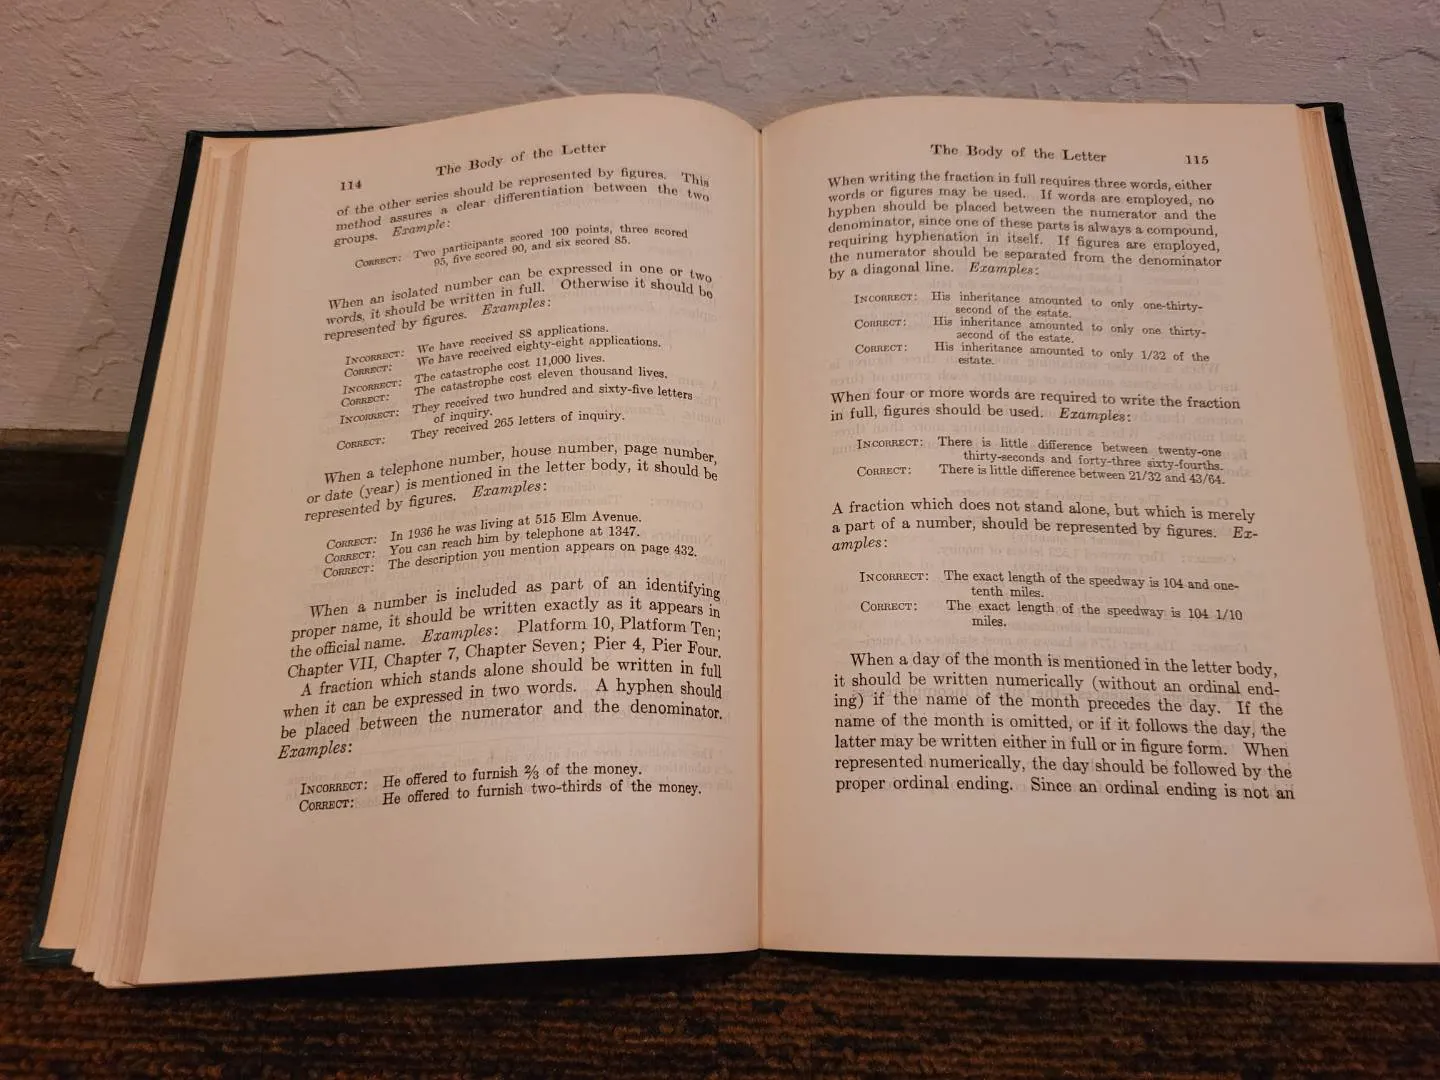 The Body of the Letter
114
of the other series should be represented by figures. This
method assures a clear differentiation between the two
groups. Example:
CORRECT: Two participants scored 100 points, three scored
95, five scored 90, and six scored 85.
When an isolated number can be expressed in one or two
words, it should be written in full. Otherwise it should be
represented by figures. Examples:
INCORRECT: We have received 88 applications.
CORRECT: We have received eighty-eight applications.
INCORRECT: The catastrophe cost 11,000 lives.
CORRECT: The catastrophe cost eleven thousand lives.
INCORRECT: They received two hundred and sixty-five letters
of inquiry.
CORRECT: They received 265 letters of inquiry.
When a telephone number, house number, page number,
or date (year) is mentioned in the letter body, it should be
represented by figures. Examples:
CORRECT: In 1936 he was living at 515 Elm Avenue.
CORRECT: You can reach him by telephone at 1347.
CORRECT: The description you mention appears on page 432.
When a number is included as part of an identifying
proper name, it should be written exactly as it appears in
the official name. Examples: Platform 10, Platform Ten;
Chapter VII, Chapter 7, Chapter Seven; Pier 4, Pier Four.
A fraction which stands alone should be written in full
when it can be expressed in two words. A hyphen should
be placed between the numerator and the denominator.
Examples:
INCORRECT: He offered to furnish ⅔ of the money.
CORRECT: He offered to furnish two-thirds of the money.
The Body of the Letter 115
When writing the fraction in full requires three words, either
words or figures may be used. If words are employed, no
hyphen should be placed between the numerator and the
denominator, since one of these parts is always a compound,
requiring hyphenation in itself. If figures are employed,
the numerator should be separated from the denominator
by a diagonal line. Examples:
INCORRECT: His inheritance amounted to only one-thirty-
second of the estate.
CORRECT: His inheritance amounted to only one thirty-
second of the estate.
CORRECT: His inheritance amounted to only 1/32 of the
estate.
When four or more words are required to write the fraction
in full, figures should be used. Examples:
INCORRECT: There is little difference between twenty-one
thirty-seconds and forty-three sixty-fourths.
CORRECT: There is little difference between 21/32 and 43/64.
A fraction which does not stand alone, but which is merely
a part of a number, should be represented by figures. Ex-
amples:
INCORRECT: The exact length of the speedway is 104 and one-
tenth miles.
CORRECT: The exact length of the speedway is 104 1/10
miles.
When a day of the month is mentioned in the letter body,
it should be written numerically (without an ordinal end-
ing) if the name of the month precedes the day. If the
name of the month is omitted, or if it follows the day, the
latter may be written either in full or in figure form. When
represented numerically, the day should be followed by the
proper ordinal ending. Since an ordinal ending is not an